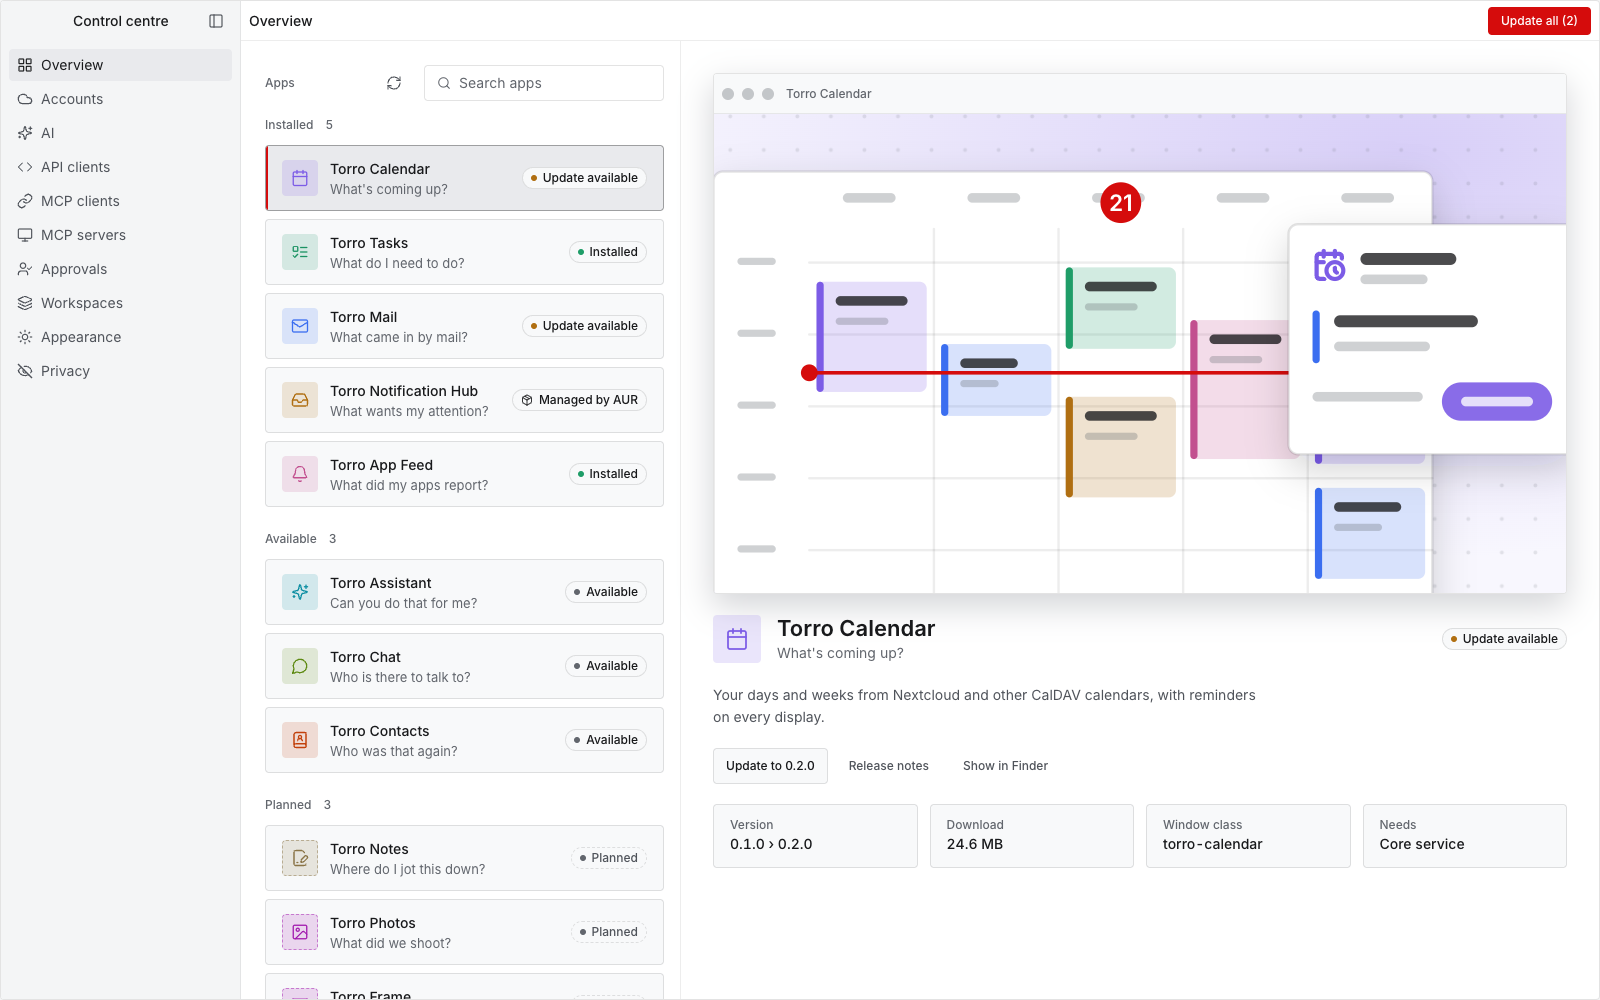 Control centre
Overview
Update all (2)
Overview
Accounts
AI
API clients
MCP clients
MCP servers
Approvals
Workspaces
Appearance
Privacy
Apps
Search apps
Installed 5
Torro Calendar
What's coming up?
Update available
Torro Tasks
What do I need to do?
Installed
Torro Mail
What came in by mail?
Update available
Torro Notification Hub
What wants my attention?
Managed by AUR
Torro App Feed
What did my apps report?
Installed
Available 3
Torro Assistant
Can you do that for me?
Available
Torro Chat
Who is there to talk to?
Available
Torro Contacts
Who was that again?
Available
Planned 3
Torro Notes
Where do I jot this down?
Planned
Torro Photos
What did we shoot?
Planned
Torro Frame
Torro Calendar
21
Torro Calendar
What's coming up?
Update available
Your days and weeks from Nextcloud and other CalDAV calendars, with reminders
on every display.
Update to 0.2.0
Release notes
Show in Finder
Version
0.1.0 › 0.2.0
Download
24.6 MB
Window class
torro-calendar
Needs
Core service